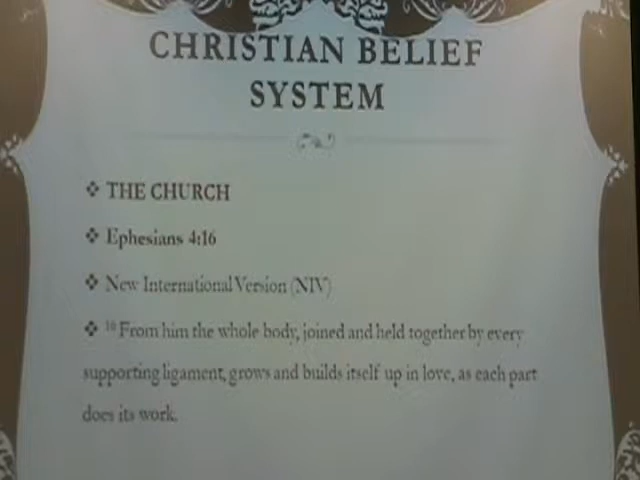 CHRISTIAN BELIEF
SYSTEM
❖ THE CHURCH
❖ Ephesians 4:16
❖ New International Version (NIV)
❖ 16 From him the whole body, joined and held together by every
supporting ligament, grows and builds itself up in love, as each part
does its work.